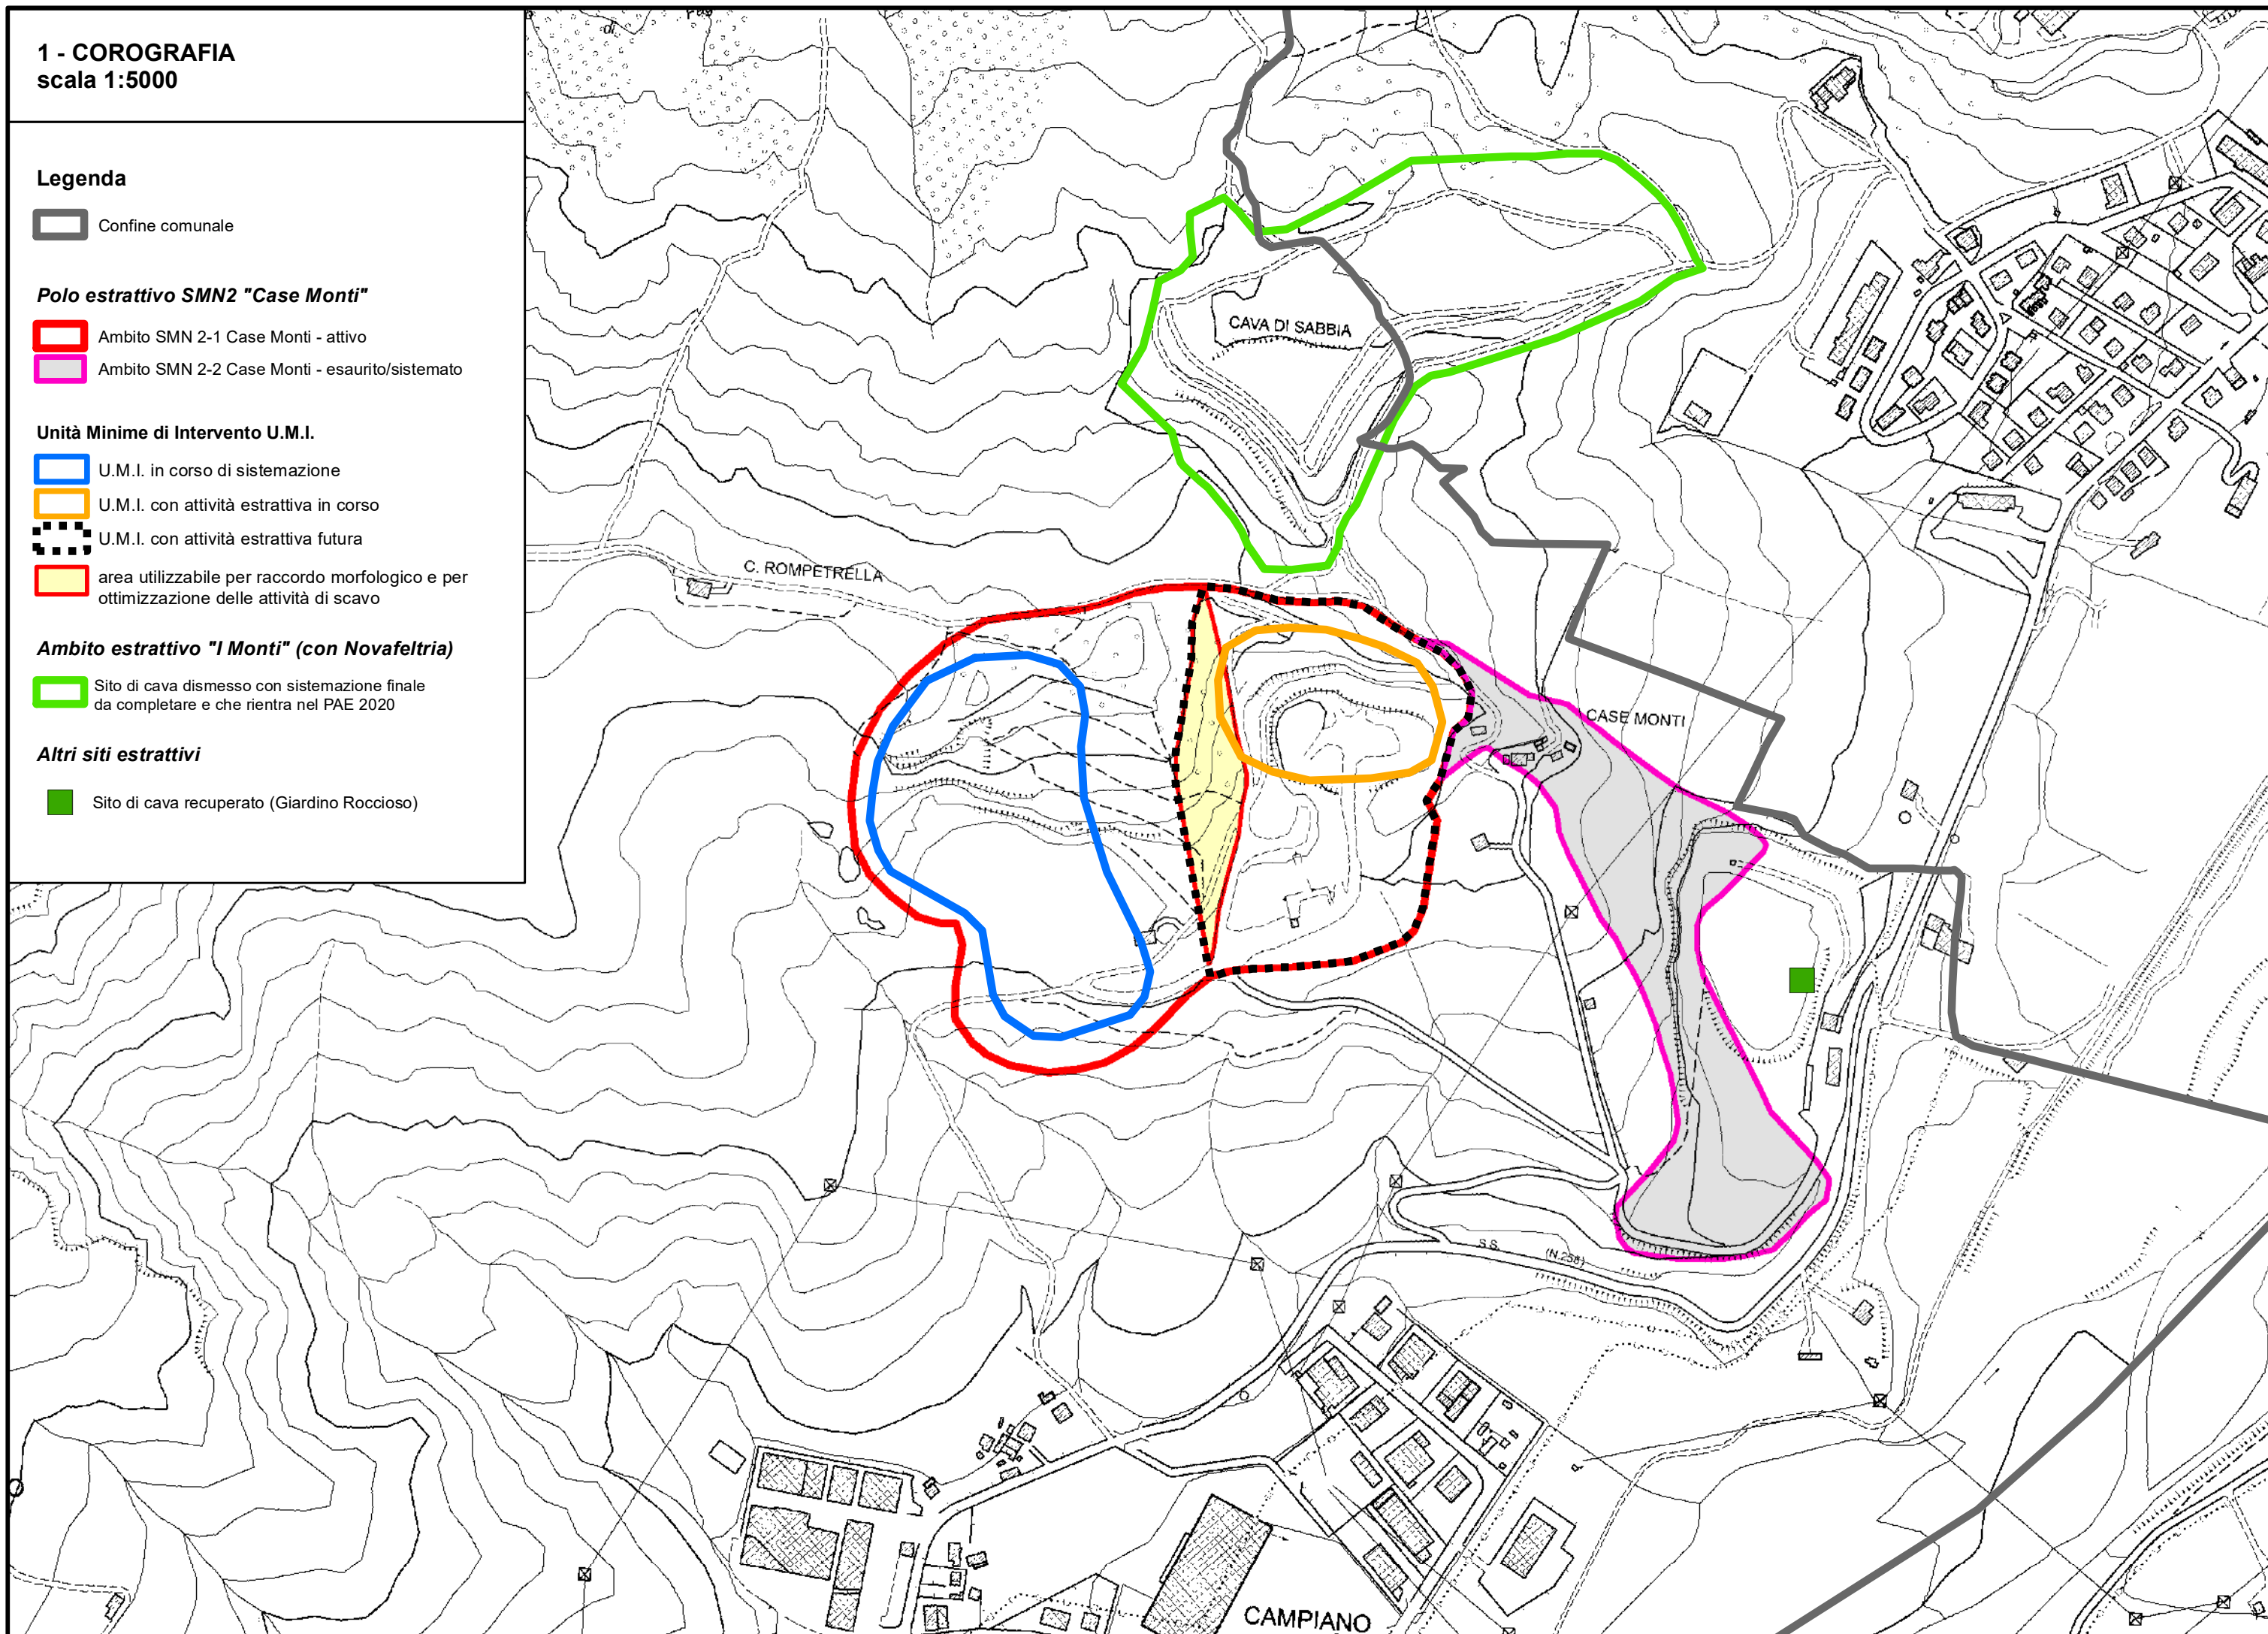 1 - COROGRAFIA
scala 1:5000
Legenda
Confine comunale
Polo estrattivo SMN2 "Case Monti"
Ambito SMN 2-1 Case Monti - attivo
Ambito SMN 2-2 Case Monti - esaurito/sistemato
Unità Minime di Intervento U.M.I.
U.M.I. in corso di sistemazione
U.M.I. con attività estrattiva in corso
U.M.I. con attività estrattiva futura
area utilizzabile per raccordo morfologico e per
ottimizzazione delle attività di scavo
Ambito estrattivo "I Monti" (con Novafeltria)
Sito di cava dismesso con sistemazione finale
da completare e che rientra nel PAE 2020
Altri siti estrattivi
Sito di cava recuperato (Giardino Roccioso)
di
CAVA DI SABBIA
C. ROMPETRELLA
CASE MONTI
S.S. (N.258)
CAMPIANO